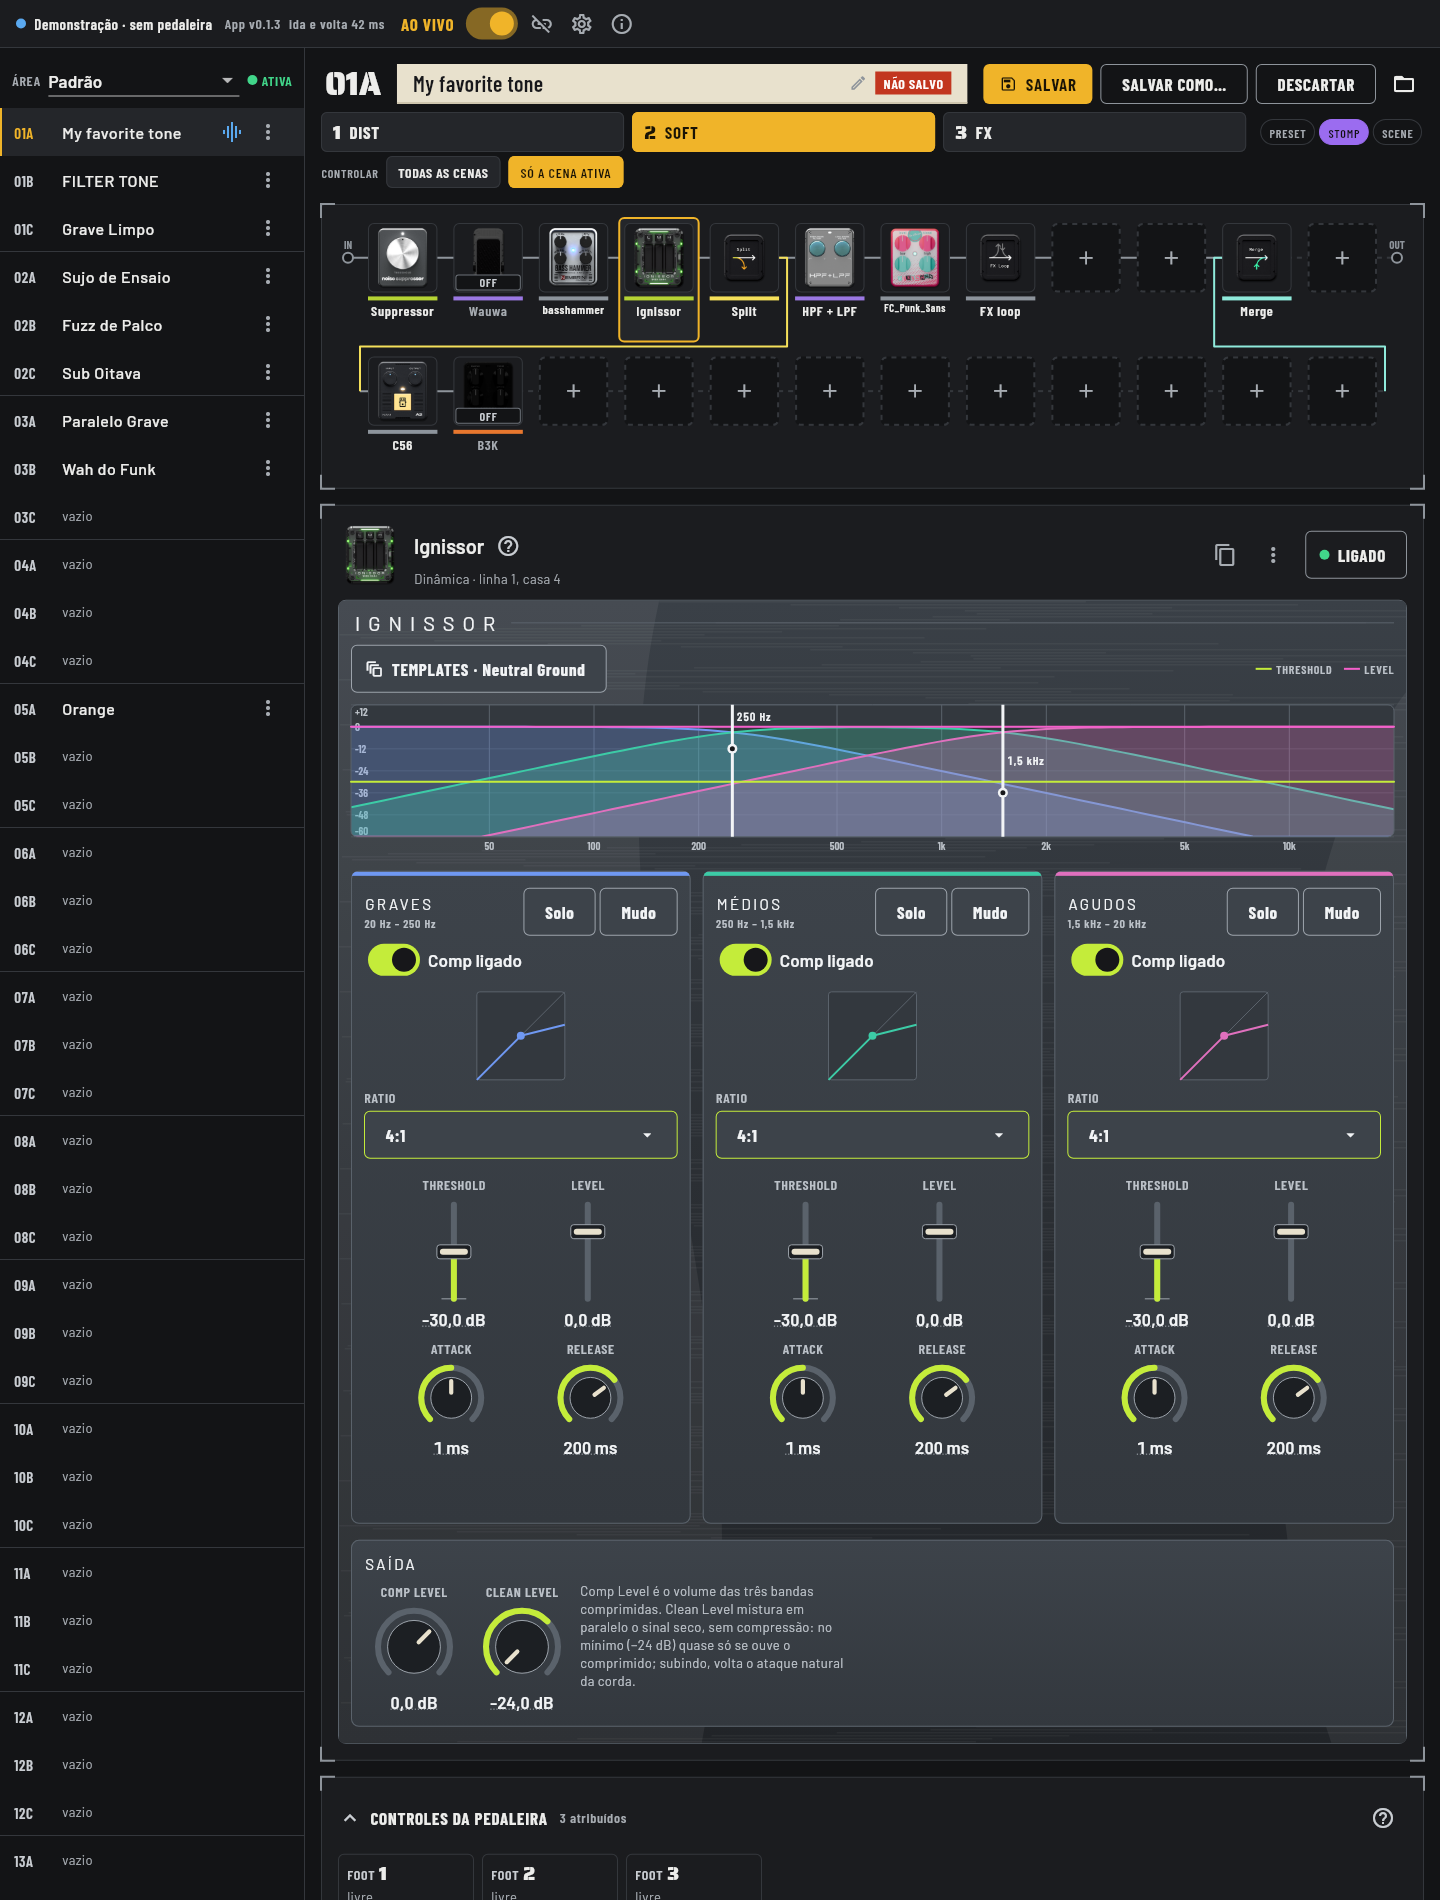 Demonstração · sem pedaleira App v0.1.3 Ida e volta 42 ms AO VIVO
ÁREA Padrão ATIVA
01A My favorite tone
01B FILTER TONE
01C Grave Limpo
02A Sujo de Ensaio
02B Fuzz de Palco
02C Sub Oitava
03A Paralelo Grave
03B Wah do Funk
03C vazio
04A vazio
04B vazio
04C vazio
05A Orange
05B vazio
05C vazio
06A vazio
06B vazio
06C vazio
07A vazio
07B vazio
07C vazio
08A vazio
08B vazio
08C vazio
09A vazio
09B vazio
09C vazio
10A vazio
10B vazio
10C vazio
11A vazio
11B vazio
11C vazio
12A vazio
12B vazio
12C vazio
13A vazio
01A My favorite tone NÃO SALVO SALVAR SALVAR COMO... DESCARTAR
1 DIST 2 SOFT 3 FX PRESET STOMP SCENE
CONTROLAR TODAS AS CENAS SÓ A CENA ATIVA
IN OUT
OFF Split HPF+LPF FX Loop Merge
Suppressor Wauwa basshammer Ignissor Split HPF + LPF FC_Punk_Sans FX loop Merge
OFF
C56 B3K
Ignissor
Dinâmica · linha 1, casa 4
LIGADO
IGNISSOR
TEMPLATES · Neutral Ground THRESHOLD LEVEL
+12
0
-12
-24
-36
-48
-60
250 Hz
1,5 kHz
50 100 200 500 1k 2k 5k 10k
GRAVES Solo Mudo
20 Hz – 250 Hz
Comp ligado
RATIO
4:1
THRESHOLD LEVEL
-30,0 dB 0,0 dB
ATTACK RELEASE
1 ms 200 ms
MÉDIOS Solo Mudo
250 Hz – 1,5 kHz
Comp ligado
RATIO
4:1
THRESHOLD LEVEL
-30,0 dB 0,0 dB
ATTACK RELEASE
1 ms 200 ms
AGUDOS Solo Mudo
1,5 kHz – 20 kHz
Comp ligado
RATIO
4:1
THRESHOLD LEVEL
-30,0 dB 0,0 dB
ATTACK RELEASE
1 ms 200 ms
SAÍDA
COMP LEVEL CLEAN LEVEL
0,0 dB -24,0 dB
Comp Level é o volume das três bandas
comprimidas. Clean Level mistura em
paralelo o sinal seco, sem compressão: no
mínimo (−24 dB) quase só se ouve o
comprimido; subindo, volta o ataque natural
da corda.
CONTROLES DA PEDALEIRA 3 atribuídos
FOOT 1 FOOT 2 FOOT 3
livre livre livre